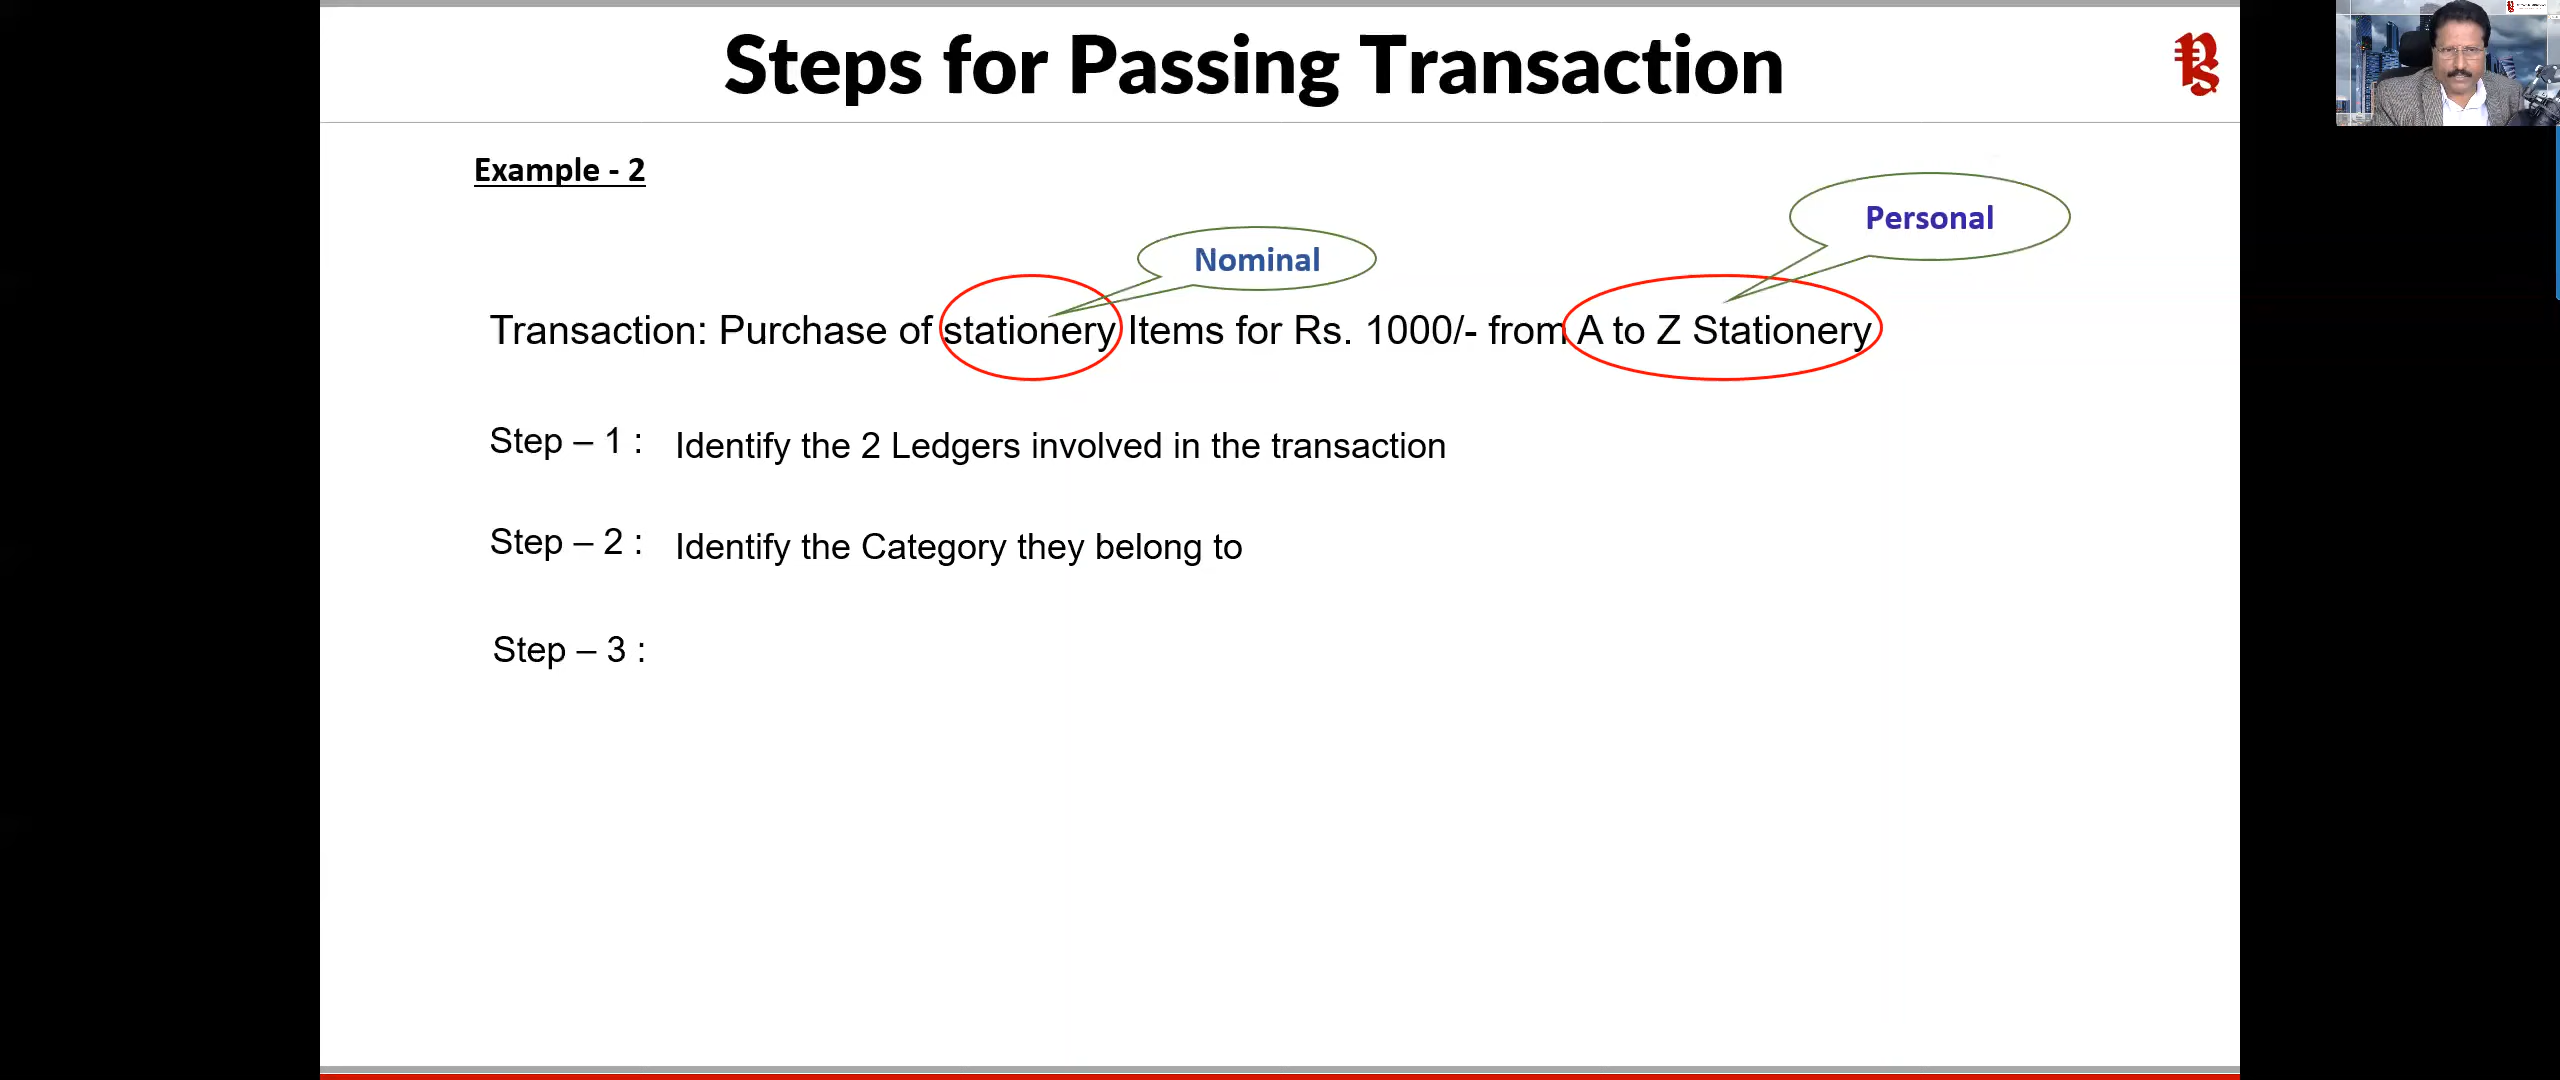 Steps for Passing Transaction
Example - 2
Personal
Nominal
Transaction: Purchase of stationery Items for Rs. 1000/- from A to Z Stationery
Step – 1 : Identify the 2 Ledgers involved in the transaction
Step – 2 : Identify the Category they belong to
Step – 3 :